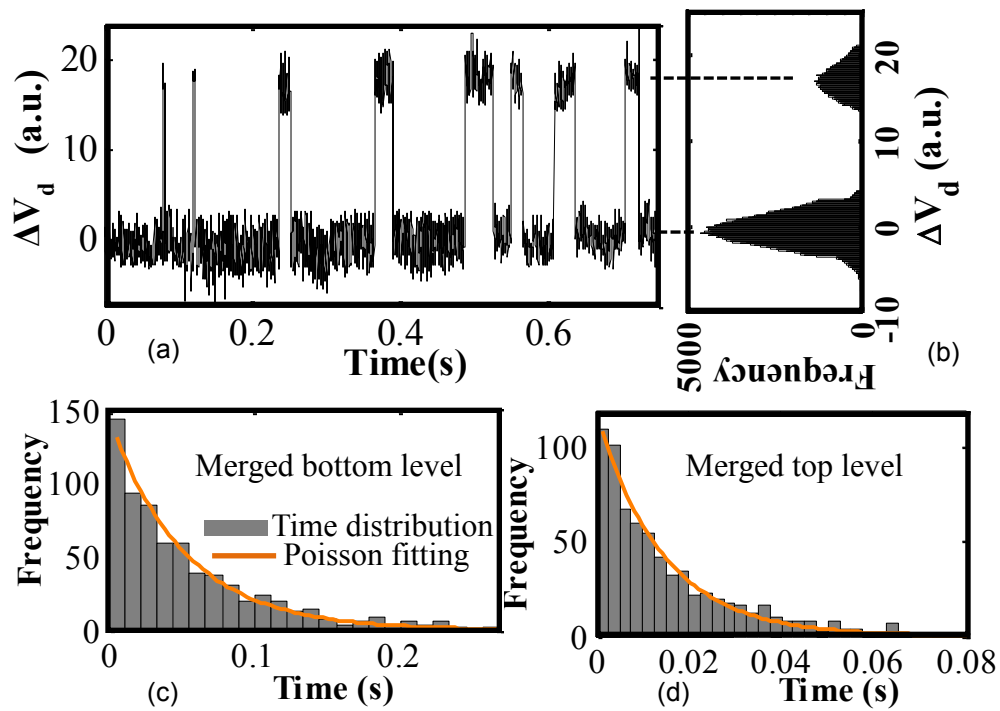 20
10
0
ΔV_d (a.u.)
0
0.2
0.4
0.6
Time(s)
(a)
20
10
0
-10
ΔV_d (a.u.)
5000
0
Frequency
(b)
150
100
50
0
Frequency
Merged bottom level
Time distribution
Poisson fitting
0
0.1
0.2
Time (s)
(c)
100
50
0
Frequency
Merged top level
0
0.02
0.04
0.06
0.08
Time (s)
(d)